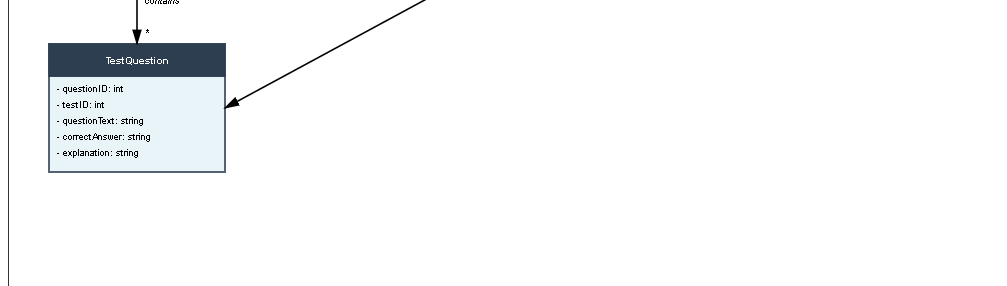 contains
*
TestQuestion
- questionID: int
- testID: int
- questionText: string
- correctAnswer: string
- explanation: string